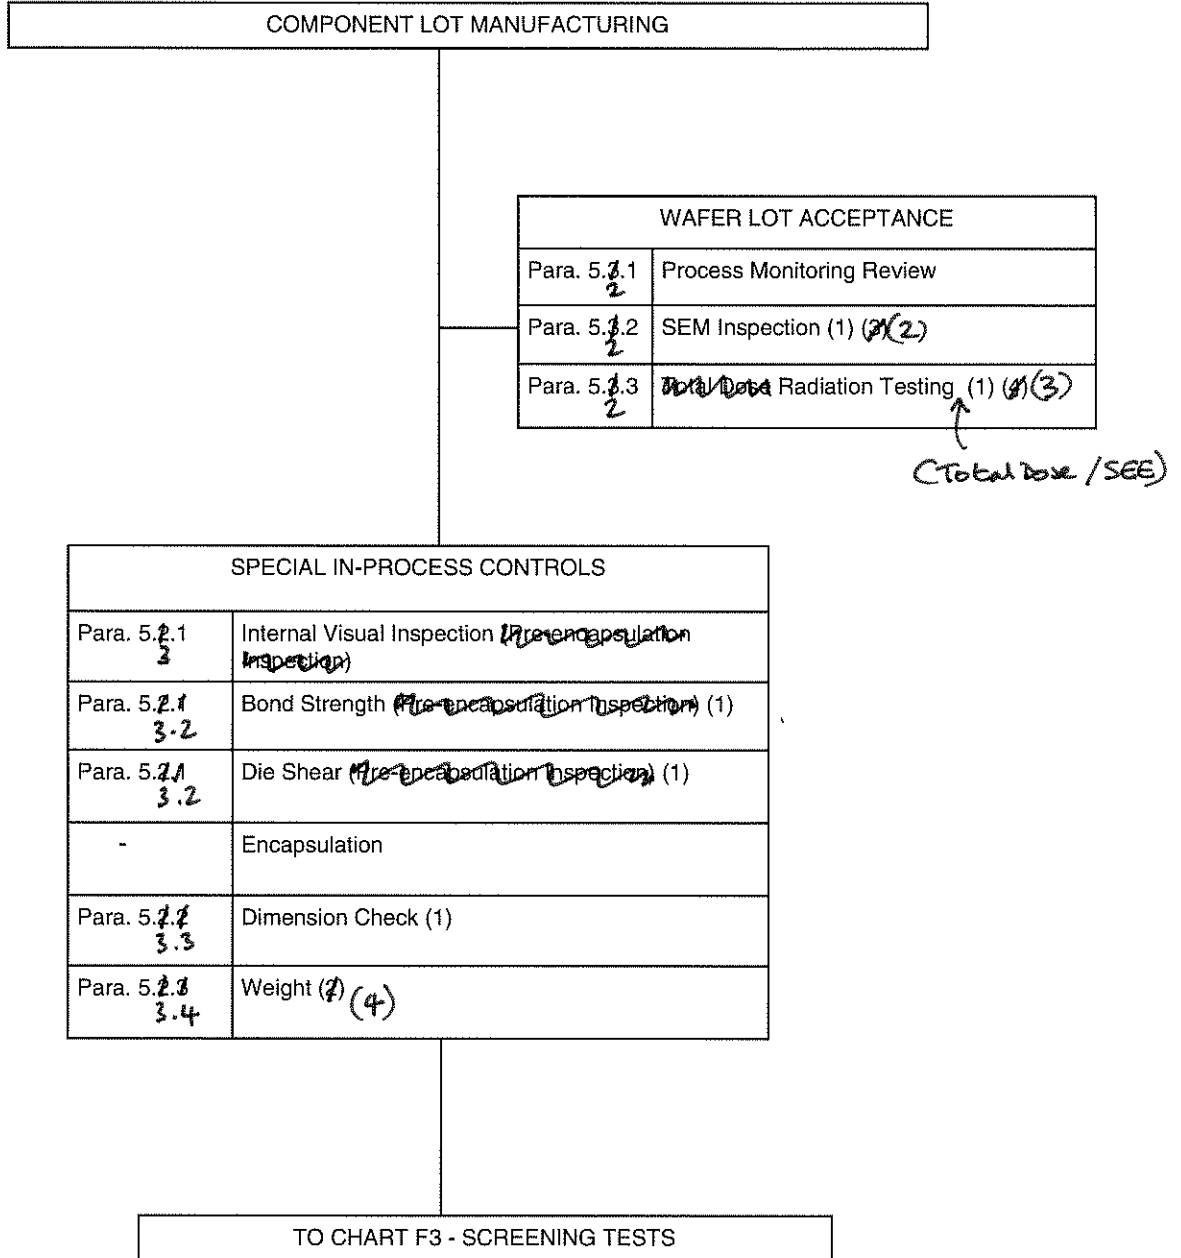 COMPONENT LOT MANUFACTURING
WAFER LOT ACCEPTANCE
Para. 5.3.1 Process Monitoring Review
2
Para. 5.3.2 SEM Inspection (1) (3) (2)
2
Para. 5.3.3 Total Dose Radiation Testing (1) (4) (3)
2
(Total Dose / SEE)
SPECIAL IN-PROCESS CONTROLS
Para. 5.2.1 Internal Visual Inspection (Pre-encapsulation
3 Inspection)
Para. 5.2.1 Bond Strength (Pre-encapsulation Inspection) (1)
3.2
Para. 5.2.1 Die Shear (Pre-encapsulation Inspection) (1)
3.2
- Encapsulation
Para. 5.2.2 Dimension Check (1)
3.3
Para. 5.2.3 Weight (2) (4)
3.4
TO CHART F3 - SCREENING TESTS